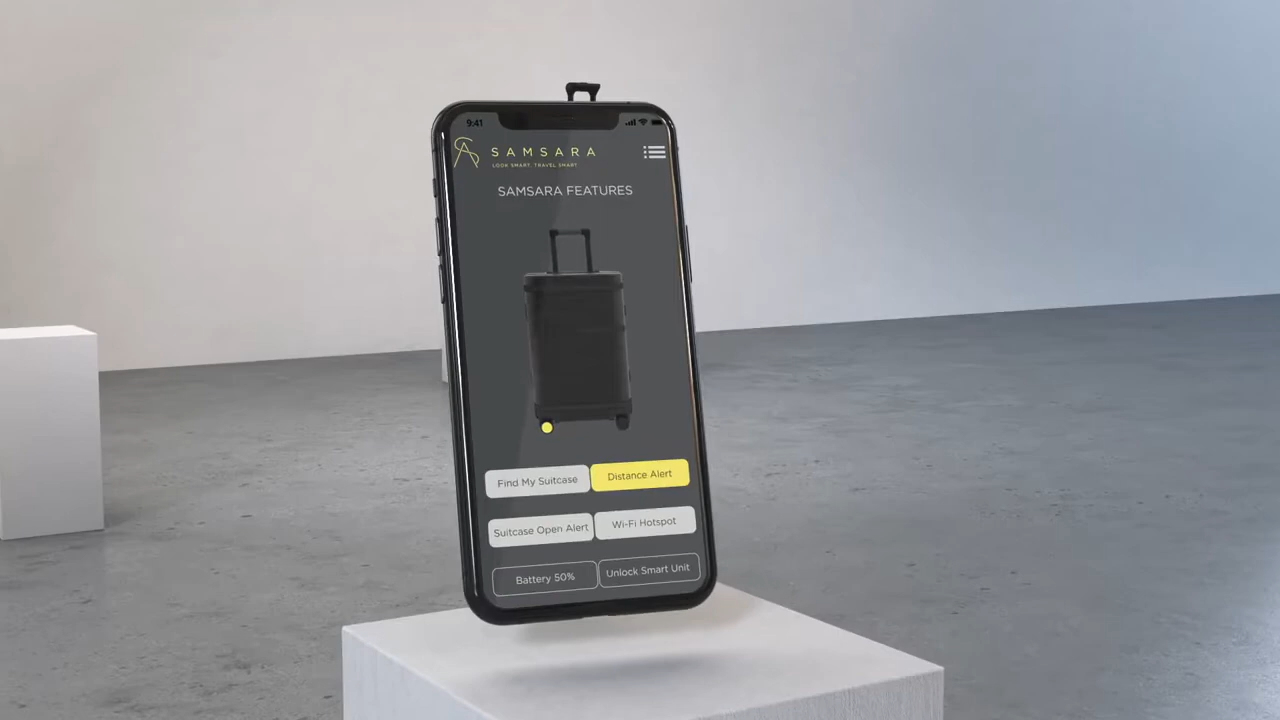 9:41
SAMSARA
LOOK SMART, TRAVEL SMART
SAMSARA FEATURES
Find My Suitcase
Distance Alert
Suitcase Open Alert
Wi-Fi Hotspot
Battery 50%
Unlock Smart Unit